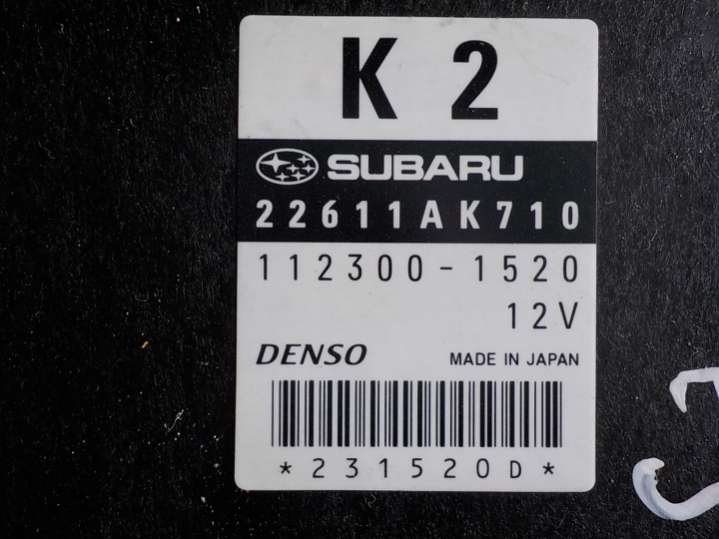 K 2
SUBARU
22611AK710
112300-1520
12V
DENSO MADE IN JAPAN
*231520D*